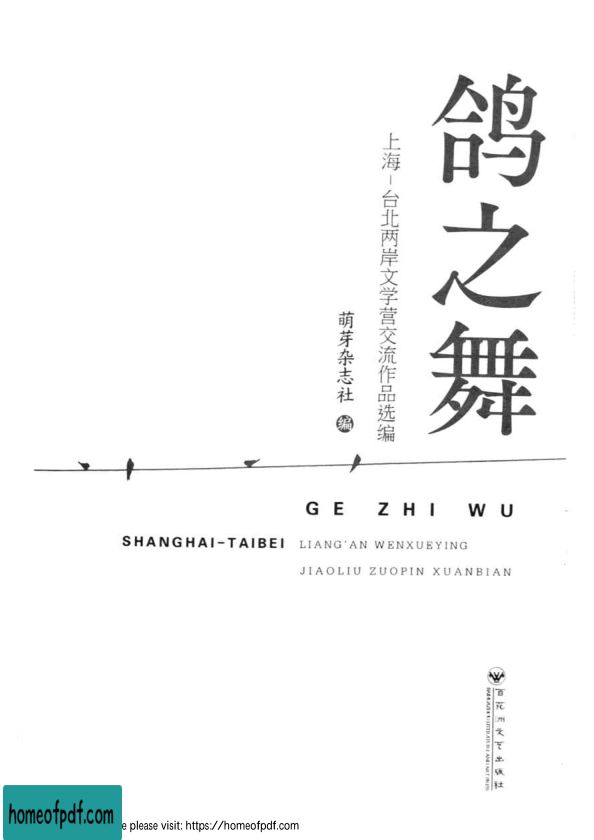 鸽之舞
上海-台北两岸文学营交流作品选编
萌芽杂志社 编
GE ZHI WU
SHANGHAI-TAIBEI LIANG'AN WENXUEYING
JIAOLIU ZUOPIN XUANBIAN
百花洲文艺出版社
homeofpdf.com
e please visit: https://homeofpdf.com